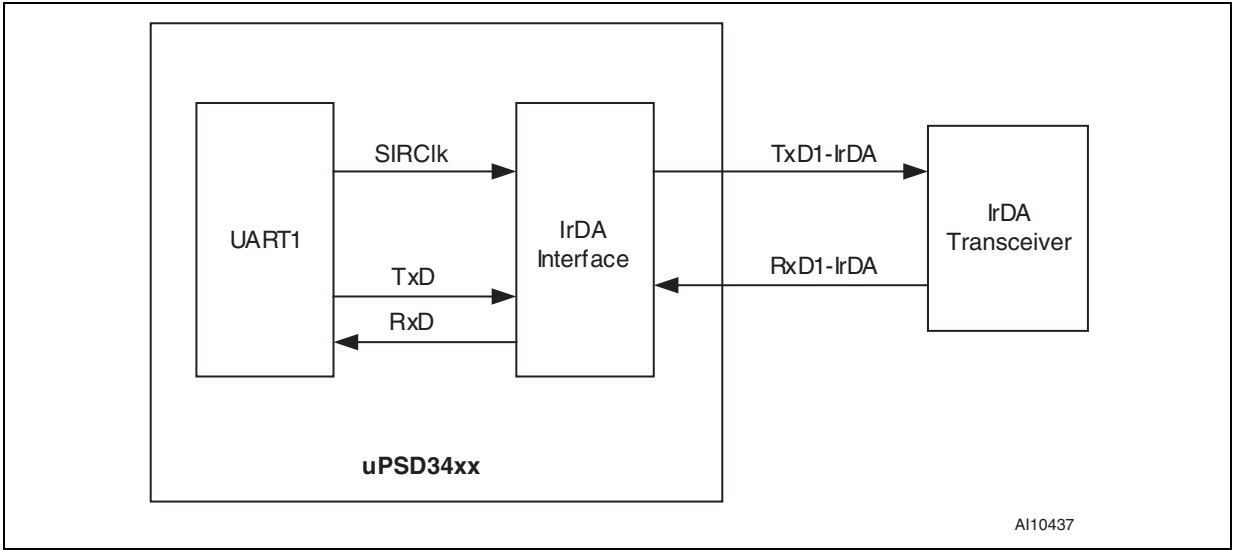 SIRClk
TxD1-IrDA
UART1
IrDA
Interface
IrDA
Transceiver
TxD
RxD1-IrDA
RxD
uPSD34xx
AI10437